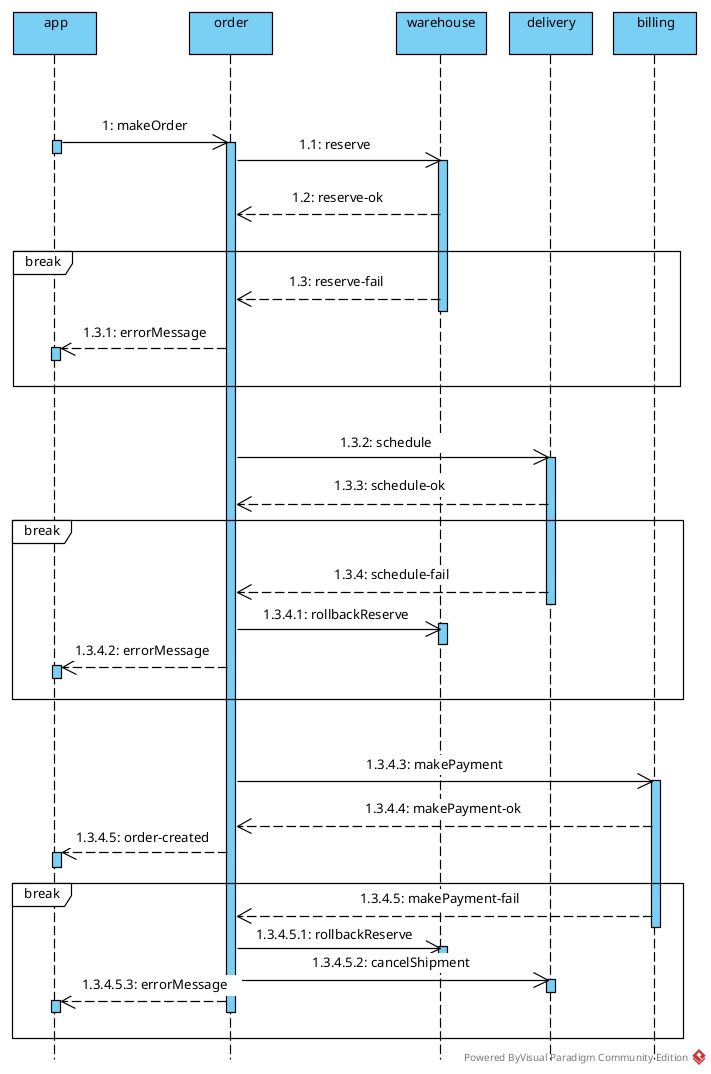 app
order
warehouse
delivery
billing
1: makeOrder
1.1: reserve
1.2: reserve-ok
break
1.3: reserve-fail
1.3.1: errorMessage
1.3.2: schedule
1.3.3: schedule-ok
break
1.3.4: schedule-fail
1.3.4.1: rollbackReserve
1.3.4.2: errorMessage
1.3.4.3: makePayment
1.3.4.4: makePayment-ok
1.3.4.5: order-created
break
1.3.4.5: makePayment-fail
1.3.4.5.1: rollbackReserve
1.3.4.5.2: cancelShipment
1.3.4.5.3: errorMessage
Powered ByVisual Paradigm Community Edition